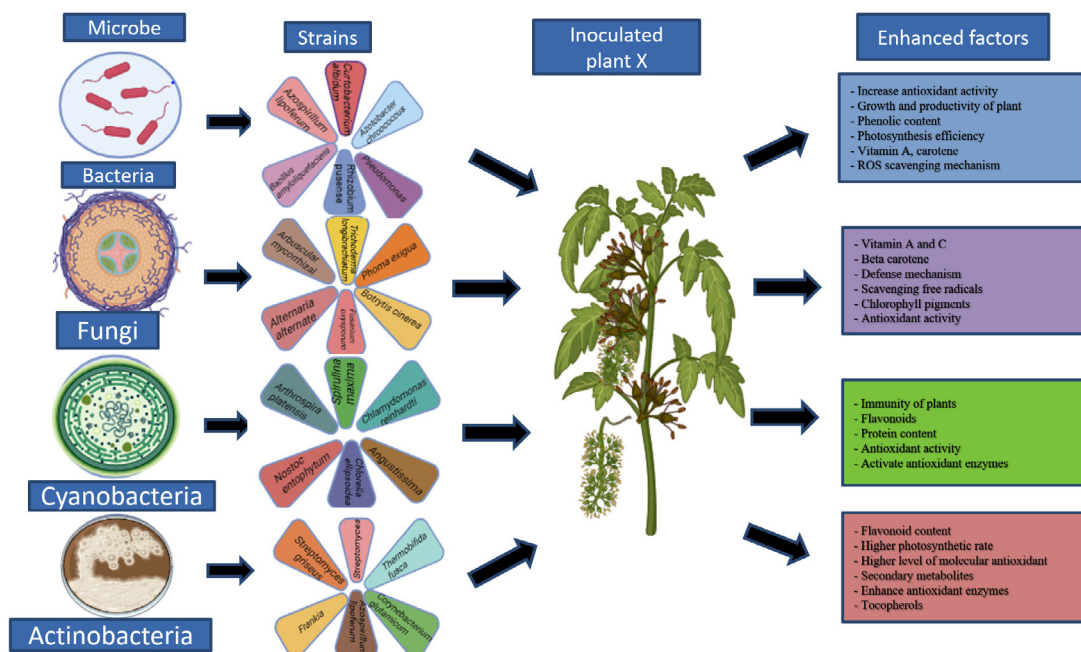 Microbe
Strains
Inoculated
plant X
Enhanced factors
Azospirillum
lipoferum
Curtobacterium
albidum
Azotobacter
chroococcus
Bacillus
amyloliquefaciens
Rhizobium
pusense
Pseudomonas
- Increase antioxidant activity
- Growth and productivity of plant
- Phenolic content
- Photosynthesis efficiency
- Vitamin A, carotene
- ROS scavenging mechanism
Bacteria
Arbuscular
mycorrhizal
Trichoderma
longibrachiatum
Phoma exigua
Alternaria
alternate
Fusarium
oxysporum
Botrytis cinerea
- Vitamin A and C
- Beta carotene
- Defense mechanism
- Scavenging free radicals
- Chlorophyll pigments
- Antioxidant activity
Fungi
Arthrospira
platensis
Spirulina
maxima
Chlamydomonas
reinhardti
Nostoc
entophytum
Chlorella
ellipsoidea
Angustissima
- Immunity of plants
- Flavonoids
- Protein content
- Antioxidant activity
- Activate antioxidant enzymes
Cyanobacteria
Streptomyces
griseus
Streptomyces
Thermobifida
fusca
Frankia
Azospirillum
lipoferum
Corynebacterium
glutamicum
- Flavonoid content
- Higher photosynthetic rate
- Higher level of molecular antioxidant
- Secondary metabolites
- Enhance antioxidant enzymes
- Tocopherols
Actinobacteria